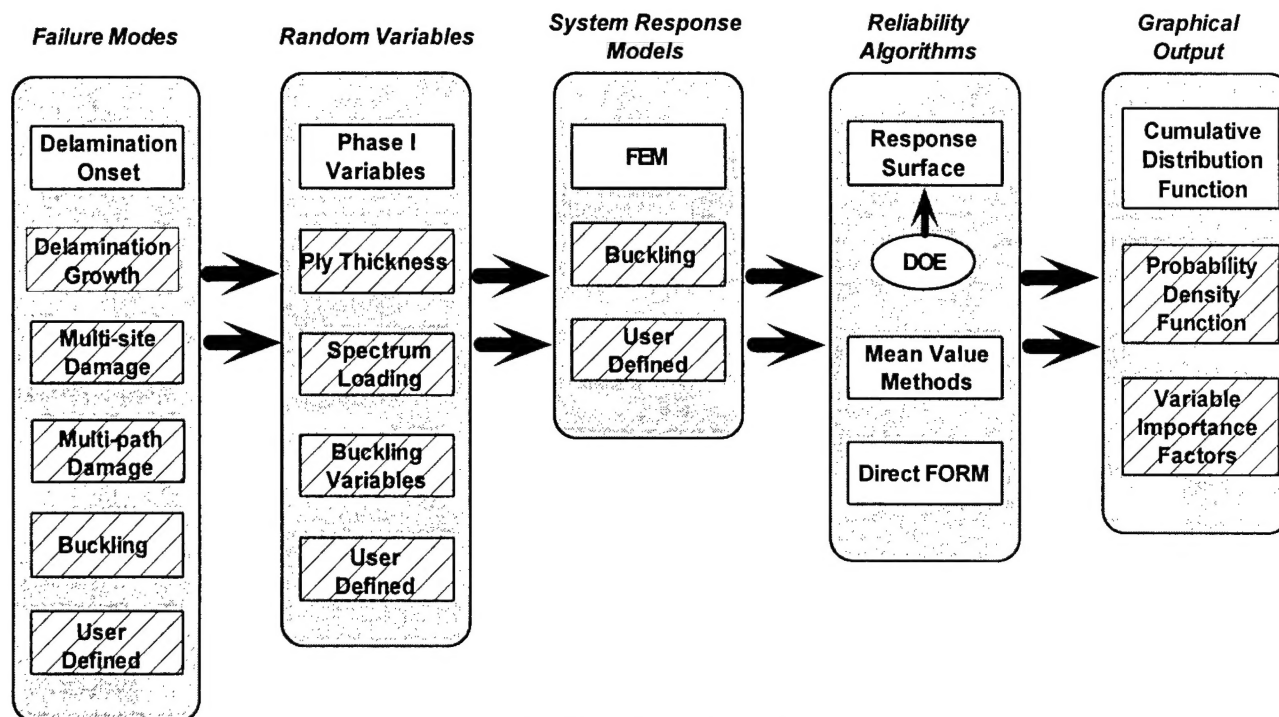 Failure Modes
Delamination
Onset
Delamination
Growth
Multi-site
Damage
Multi-path
Damage
Buckling
User
Defined
Random Variables
Phase I
Variables
Ply Thickness
Spectrum
Loading
Buckling
Variables
User
Defined
System Response
Models
FEM
Buckling
User
Defined
Reliability
Algorithms
Response
Surface
DOE
Mean Value
Methods
Direct FORM
Graphical
Output
Cumulative
Distribution
Function
Probability
Density
Function
Variable
Importance
Factors